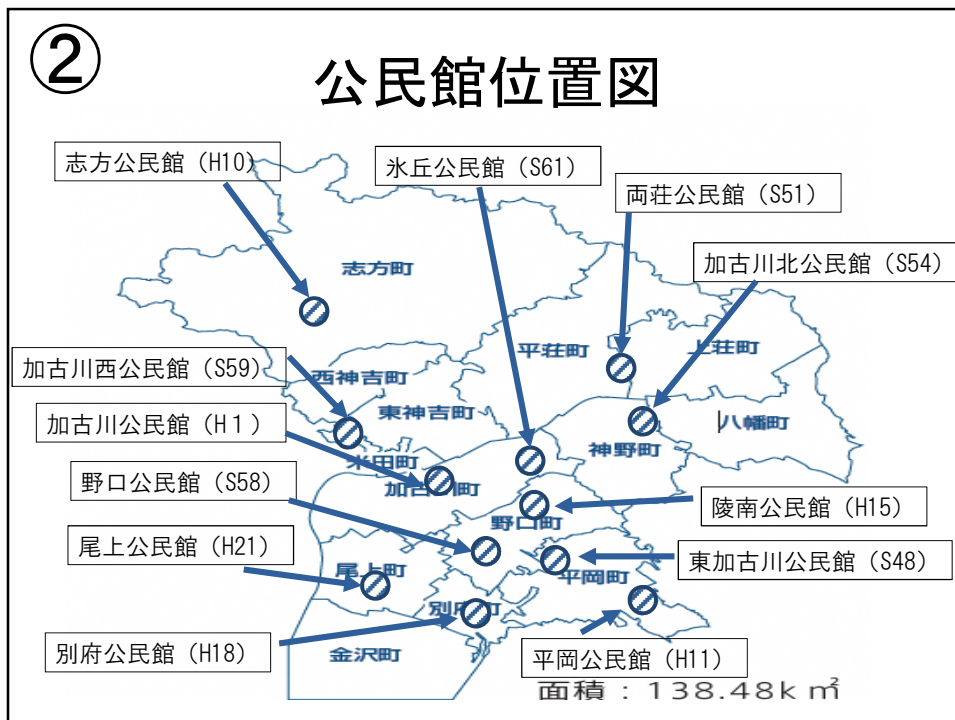 ②
公民館位置図
志方公民館（H10）
氷丘公民館（S61）
両荘公民館（S51）
加古川北公民館（S54）
志方町
平荘町
上荘町
加古川西公民館（S59）
西神吉町
東神吉町
八幡町
加古川公民館（H１）
米田町
神野町
加古川町
野口公民館（S58）
陵南公民館（H15）
野口町
尾上公民館（H21）
東加古川公民館（S48）
尾上町
平岡町
別府町
別府公民館（H18）
金沢町
平岡公民館（H11）
面積：138.48k㎡